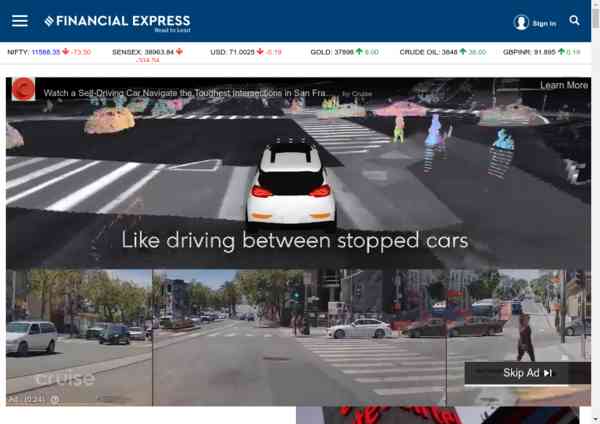 FINANCIAL EXPRESS
Read to Lead
Sign in
NIFTY: 11588.35 -73.50 SENSEX: 38963.84 -334.54 USD: 71.0025 -0.19 GOLD: 37896 6.00 CRUDE OIL: 3848 36.00 GBPINR: 91.895 0.19
Watch a Self-Driving Car Navigate the Toughest Intersections in San Fra... by Cruise
Learn More
Like driving between stopped cars
Skip Ad
cruise
Ad : (0:24)